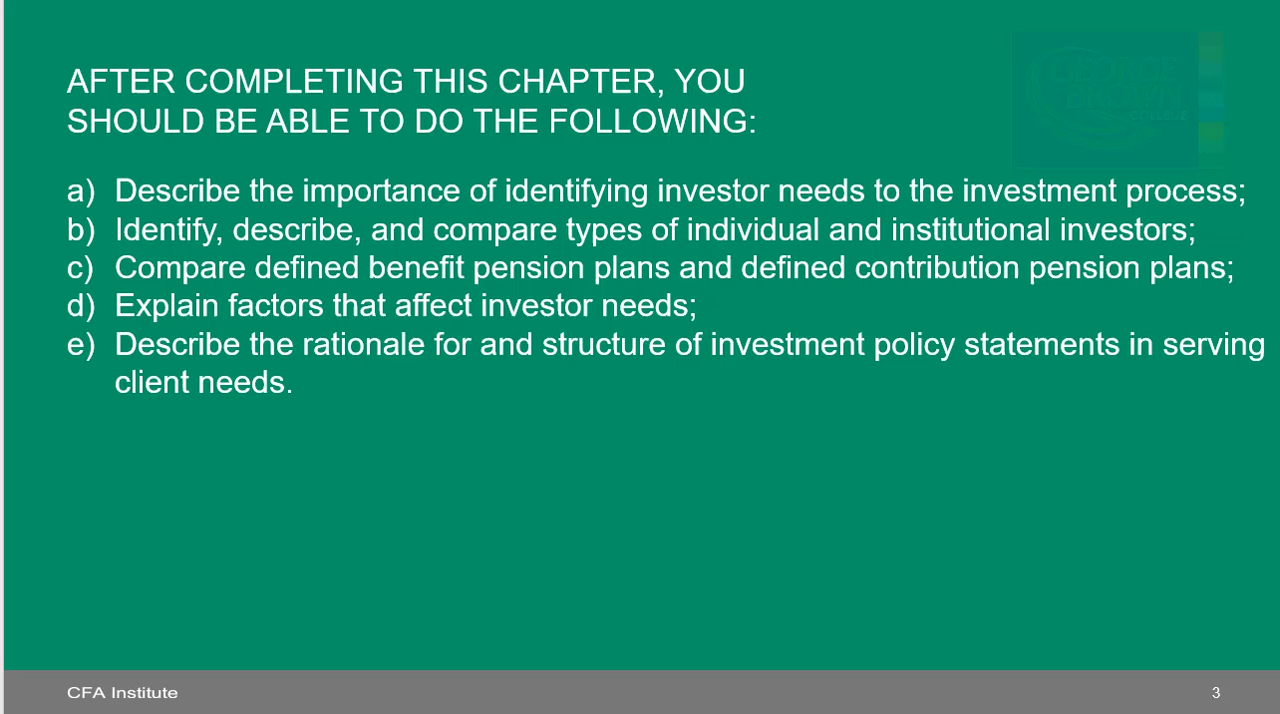 GEORGE
BROWN
COLLEGE
AFTER COMPLETING THIS CHAPTER, YOU
SHOULD BE ABLE TO DO THE FOLLOWING:
a) Describe the importance of identifying investor needs to the investment process;
b) Identify, describe, and compare types of individual and institutional investors;
c) Compare defined benefit pension plans and defined contribution pension plans;
d) Explain factors that affect investor needs;
e) Describe the rationale for and structure of investment policy statements in serving
client needs.
CFA Institute
3